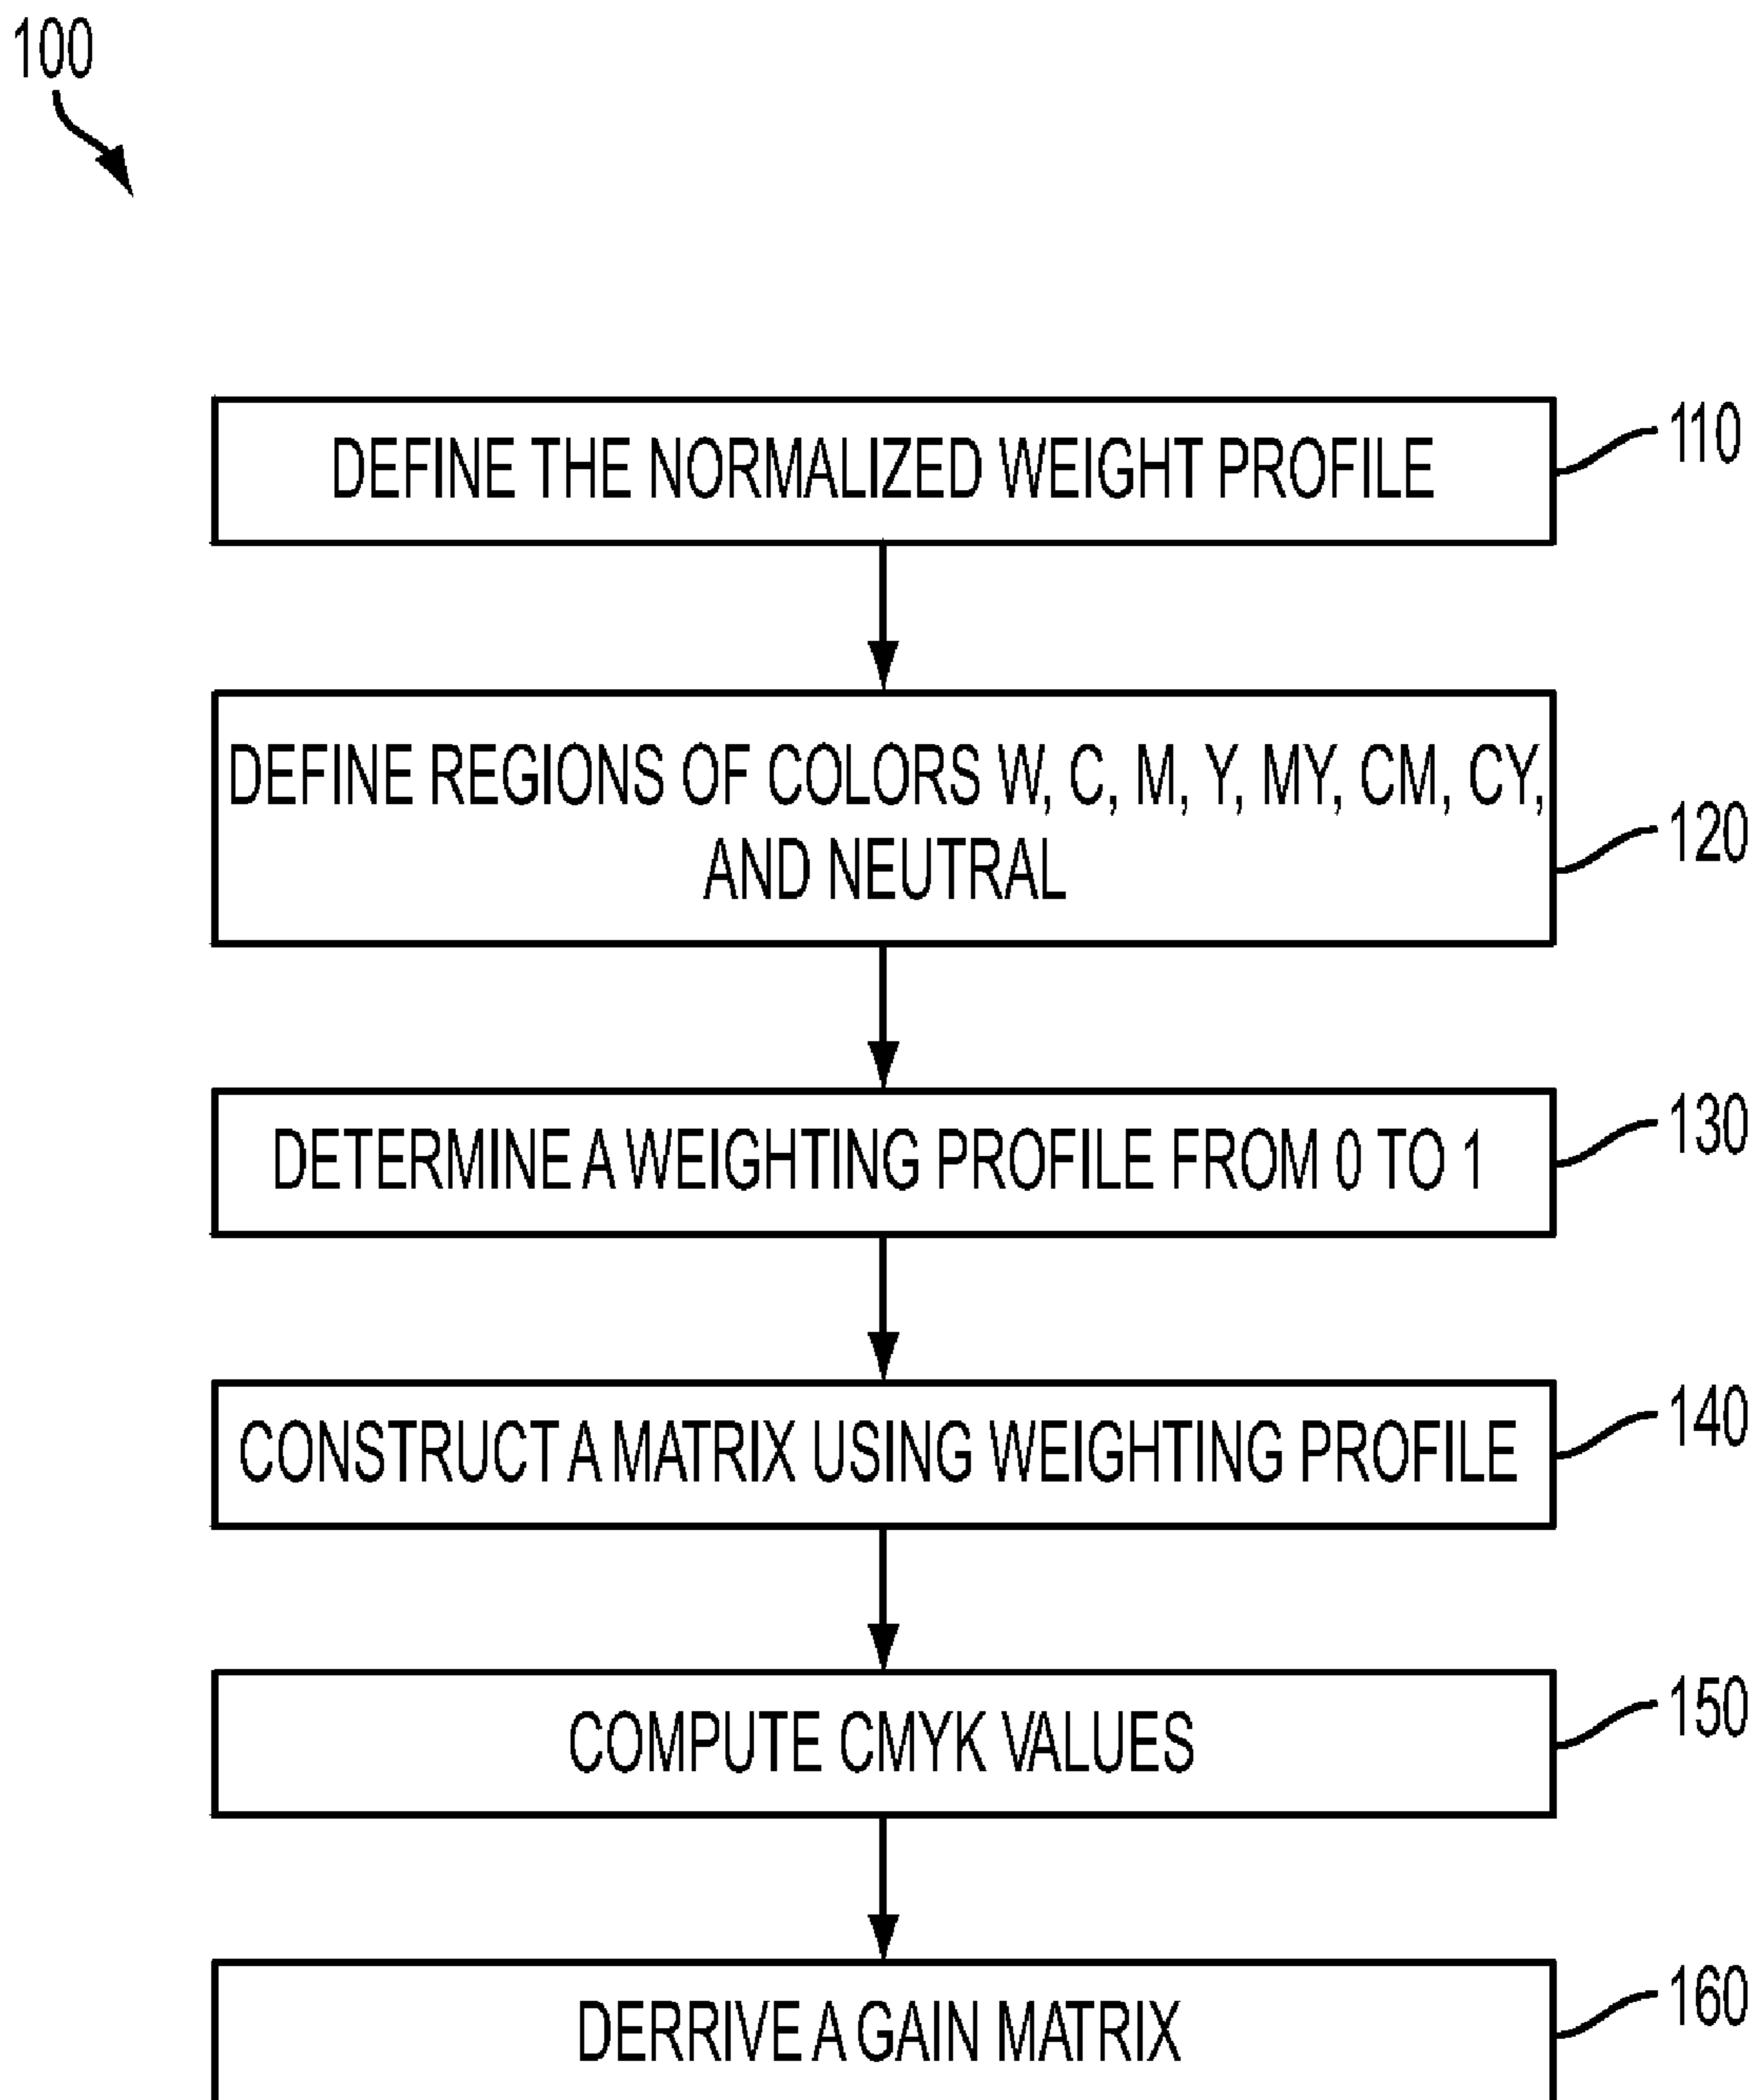 100
DEFINE THE NORMALIZED WEIGHT PROFILE
110
DEFINE REGIONS OF COLORS W, C, M, Y, MY, CM, CY,
AND NEUTRAL
120
DETERMINE A WEIGHTING PROFILE FROM 0 TO 1
130
CONSTRUCT A MATRIX USING WEIGHTING PROFILE
140
COMPUTE CMYK VALUES
150
DERRIVE A GAIN MATRIX
160